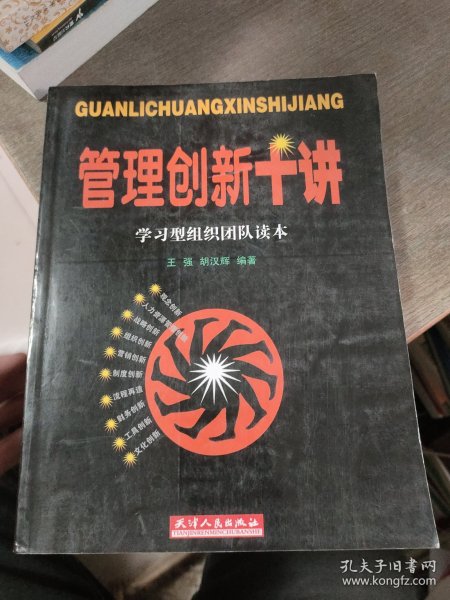 GUANLICHUANGXINSHIJIANG
管理创新十讲
学习型组织团队读本
王 强 胡汉辉 编著
观念创新
人力资源管理创新
战略创新
组织创新
营销创新
制度创新
流程再造
财务创新
工具创新
文化创新
天津人民出版社
TIANJINRENMINCHUBANSHE
孔夫子旧书网
www.kongfz.com